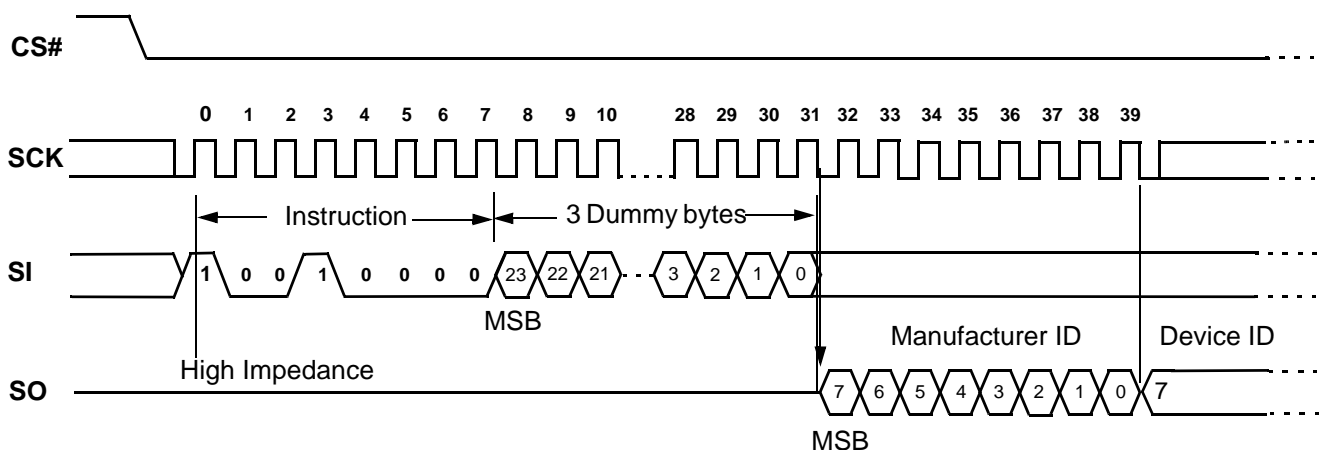 CS#
0 1 2 3 4 5 6 7 8 9 10 28 29 30 31 32 33 34 35 36 37 38 39
SCK
Instruction 3 Dummy bytes
SI 1 0 0 1 0 0 0 0 23 22 21 3 2 1 0
MSB
Manufacturer ID Device ID
High Impedance
SO 7 6 5 4 3 2 1 0 7
MSB